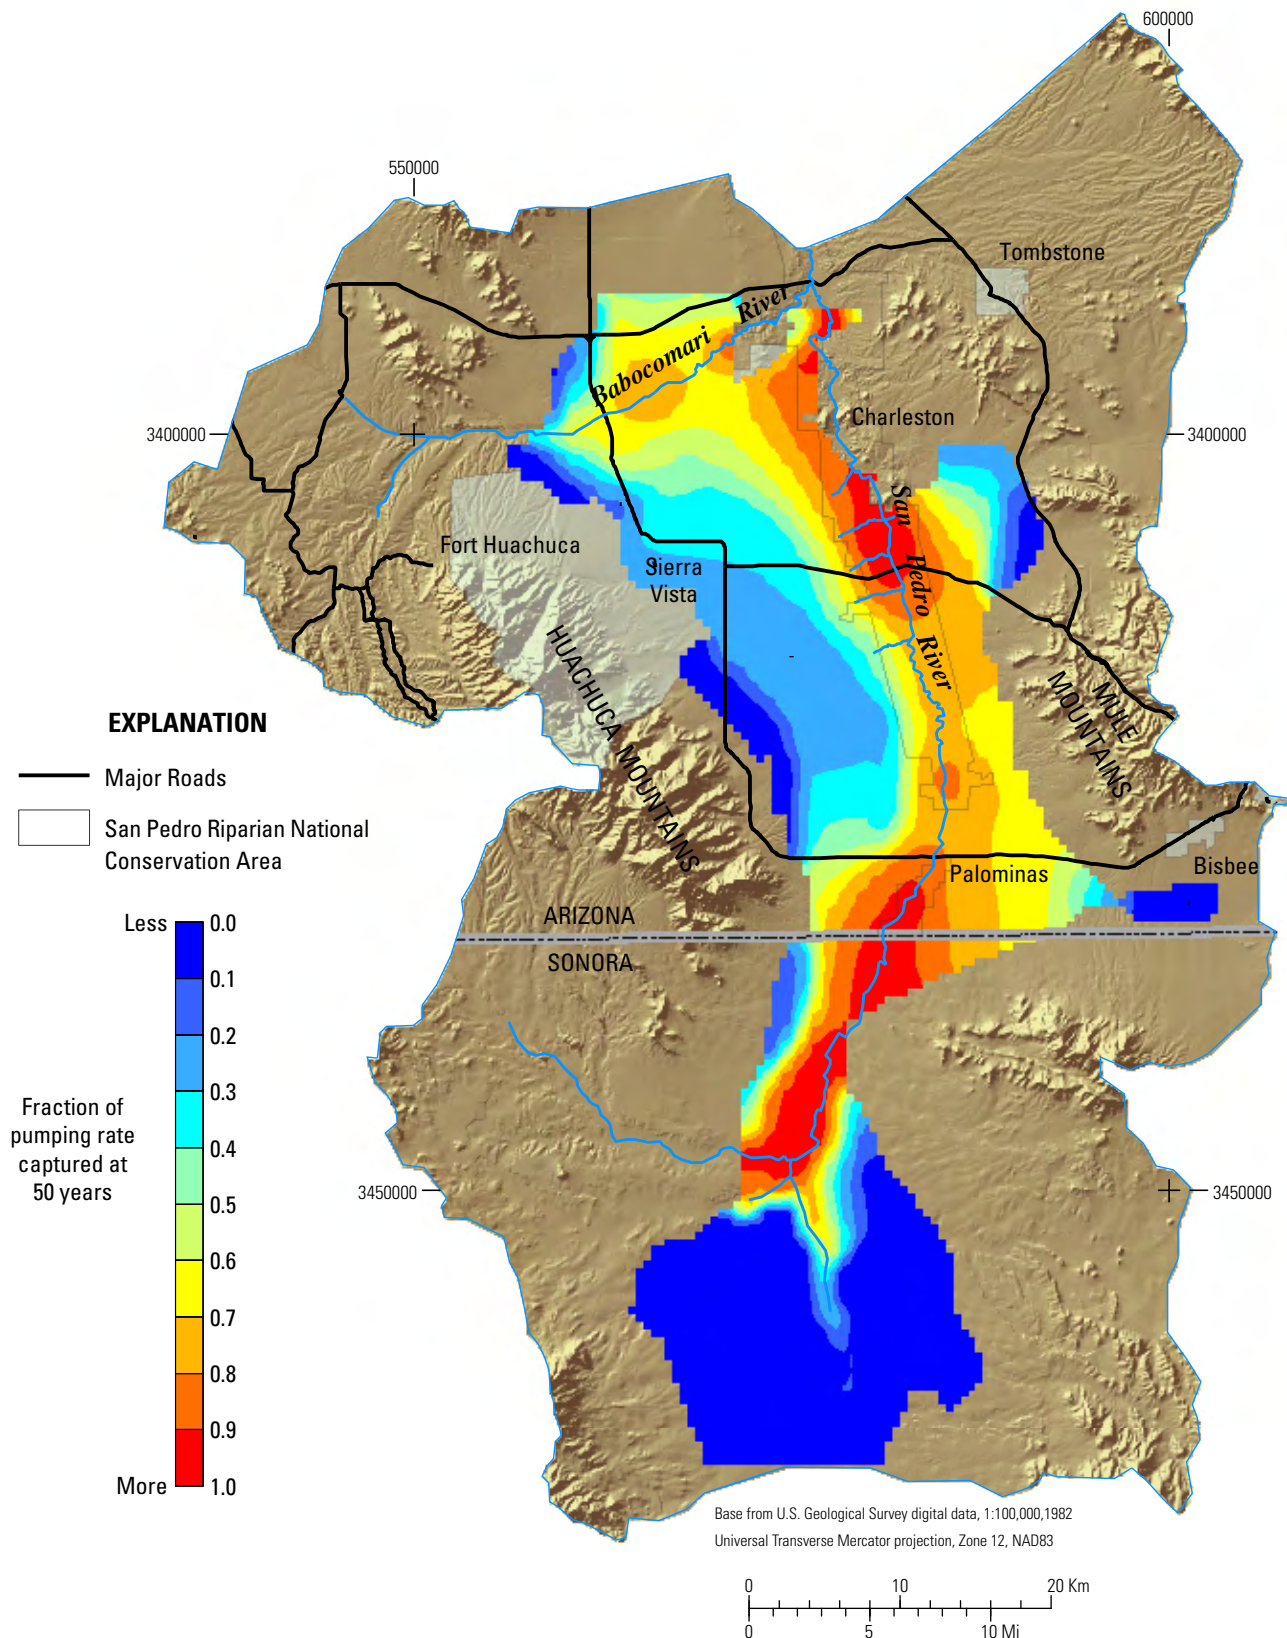 600000
550000
Tombstone
Babocomari River
Charleston
3400000
3400000
San Pedro River
Fort Huachuca
Sierra
Vista
HUACHUCA MOUNTAINS
MULE
MOUNTAINS
EXPLANATION
Major Roads
San Pedro Riparian National
Conservation Area
Palominas
Bisbee
ARIZONA
SONORA
Less
0.0
0.1
0.2
0.3
0.4
0.5
0.6
0.7
0.8
0.9
1.0
More
Fraction of
pumping rate
captured at
50 years
3450000
3450000
Base from U.S. Geological Survey digital data, 1:100,000,1982
Universal Transverse Mercator projection, Zone 12, NAD83
0 10 20 Km
0 5 10 Mi